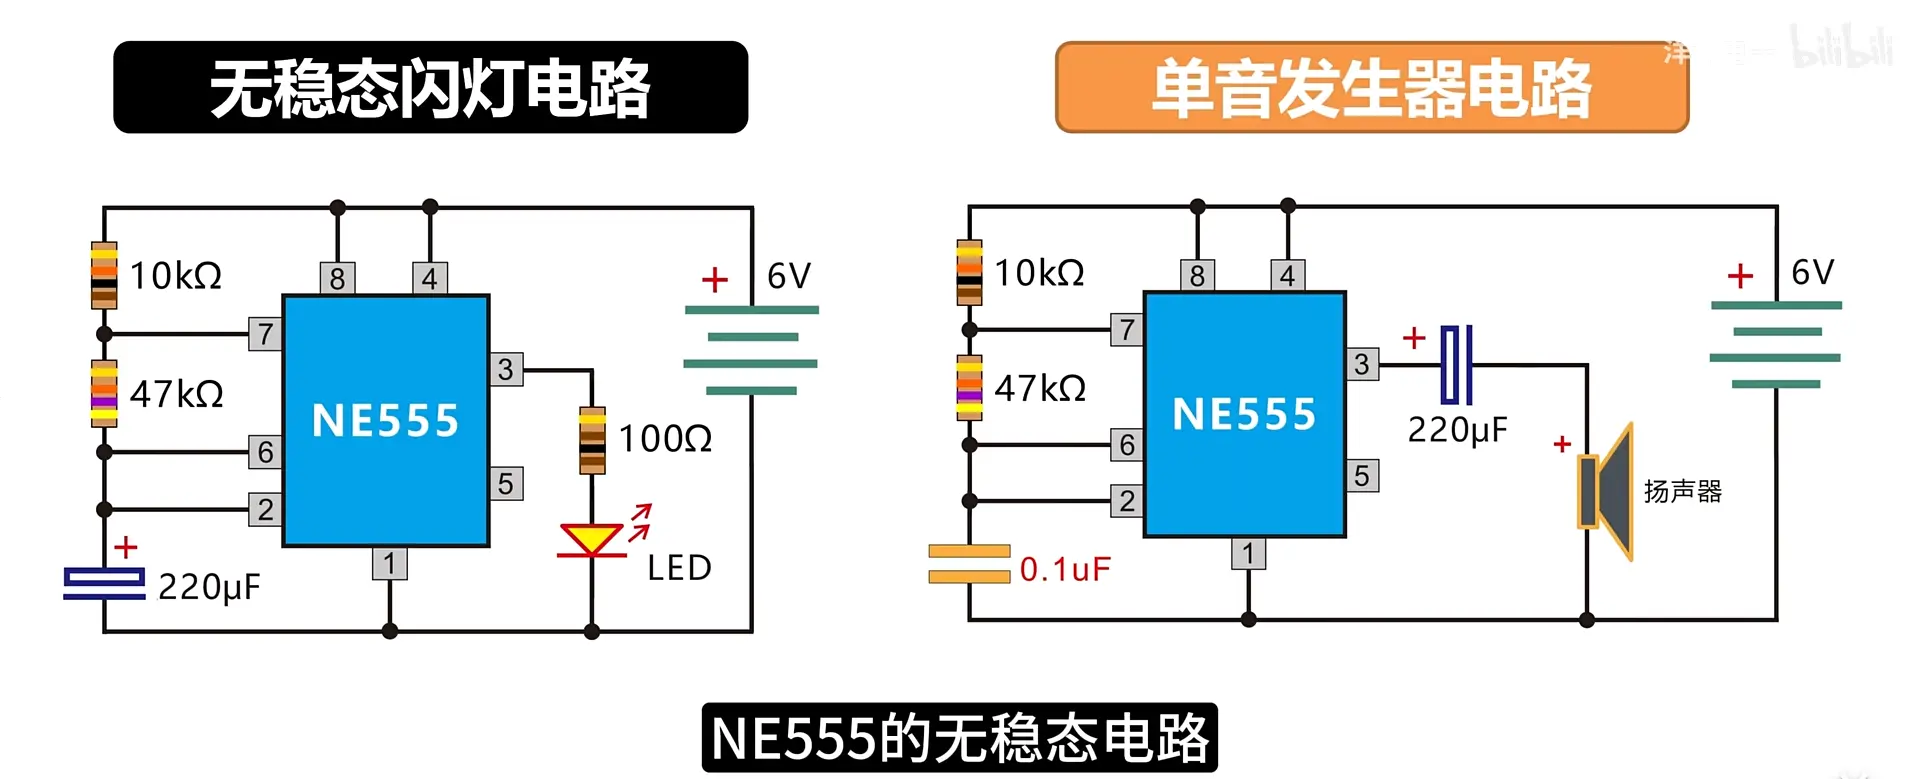 无稳态闪灯电路
单音发生器电路
bilibili
10kΩ
47kΩ
220μF
8
4
7
6
2
3
5
1
NE555
100Ω
LED
+
+
6V
10kΩ
47kΩ
0.1uF
8
4
7
6
2
3
5
1
NE555
+
220μF
+
扬声器
+
6V
NE555的无稳态电路